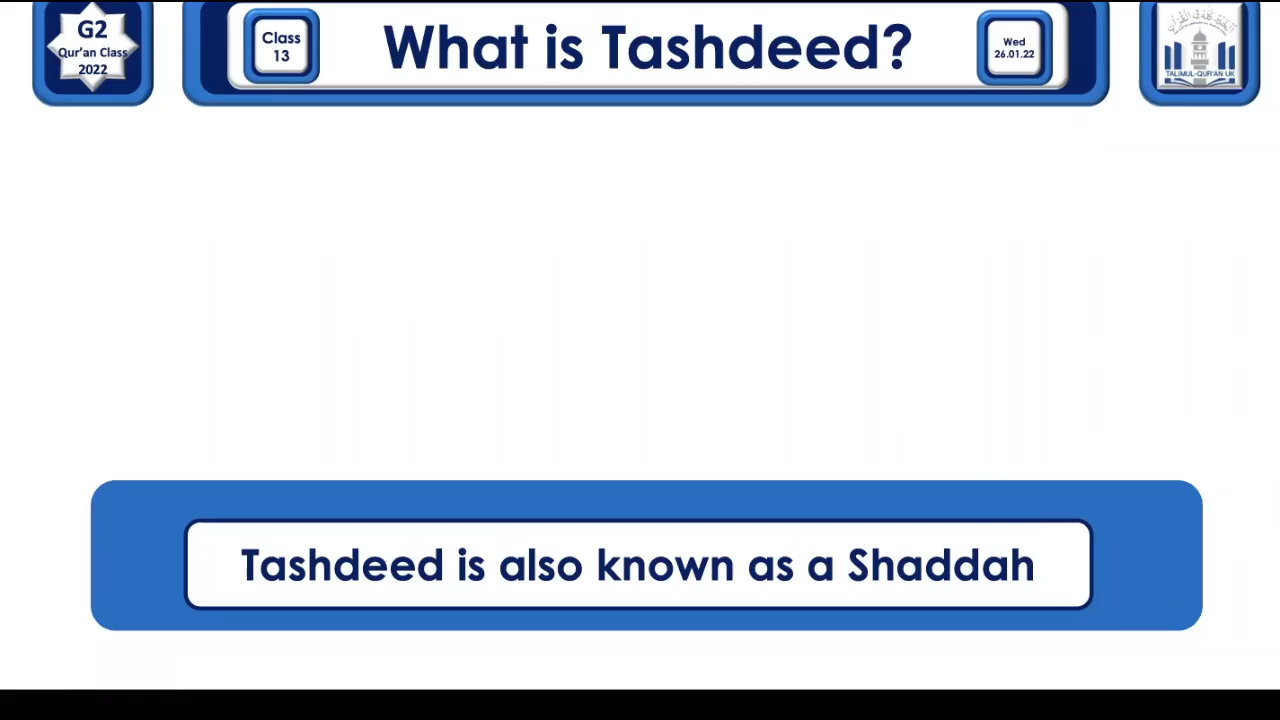 G2
Qur'an Class
2022
Class
13
What is Tashdeed?
Wed
26.01.22
TALIMUL-QUR'AN UK
Tashdeed is also known as a Shaddah